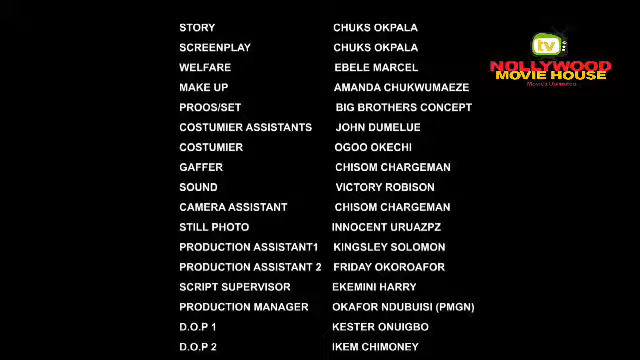 STORY CHUKS OKPALA
SCREENPLAY CHUKS OKPALA
WELFARE EBELE MARCEL
MAKE UP AMANDA CHUKWUMAEZE
PROOS/SET BIG BROTHERS CONCEPT
COSTUMIER ASSISTANTS JOHN DUMELUE
COSTUMIER OGOO OKECHI
GAFFER CHISOM CHARGEMAN
SOUND VICTORY ROBISON
CAMERA ASSISTANT CHISOM CHARGEMAN
STILL PHOTO INNOCENT URUAZPZ
PRODUCTION ASSISTANT1 KINGSLEY SOLOMON
PRODUCTION ASSISTANT 2 FRIDAY OKOROAFOR
SCRIPT SUPERVISOR EKEMINI HARRY
PRODUCTION MANAGER OKAFOR NDUBUISI (PMGN)
D.O.P 1 KESTER ONUIGBO
D.O.P 2 IKEM CHIMONEY
tv
NOLLYWOOD
MOVIE HOUSE
Movies Unlimited